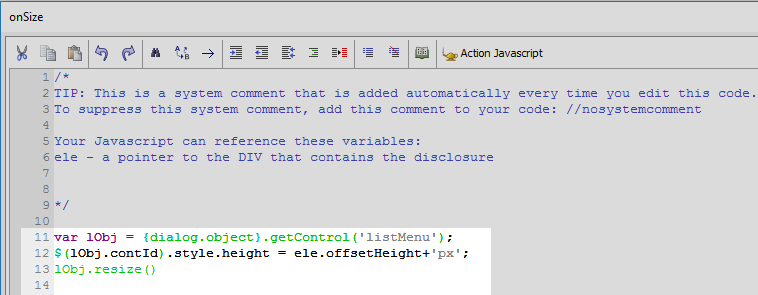 onSize
Action Javascript
1 /*
2 TIP: This is a system comment that is added automatically every time you edit this code.
3 To suppress this system comment, add this comment to your code: //nosystemcomment
4
5 Your Javascript can reference these variables:
6 ele - a pointer to the DIV that contains the disclosure
7
8
9 */
10
11 var lObj = {dialog.object}.getControl('listMenu');
12 $(lObj.contId).style.height = ele.offsetHeight+'px';
13 lObj.resize()
14